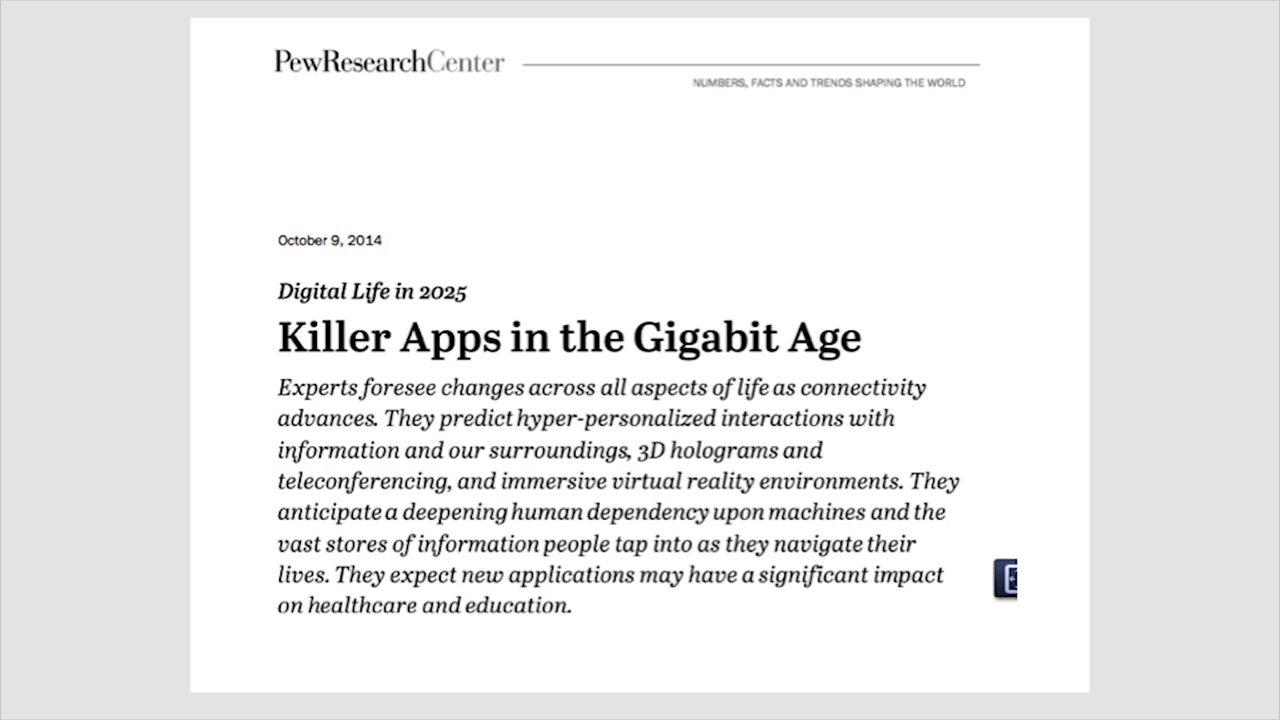 PewResearchCenter
NUMBERS, FACTS AND TRENDS SHAPING THE WORLD
October 9, 2014
Digital Life in 2025
Killer Apps in the Gigabit Age
Experts foresee changes across all aspects of life as connectivity
advances. They predict hyper-personalized interactions with
information and our surroundings, 3D holograms and
teleconferencing, and immersive virtual reality environments. They
anticipate a deepening human dependency upon machines and the
vast stores of information people tap into as they navigate their
lives. They expect new applications may have a significant impact
on healthcare and education.